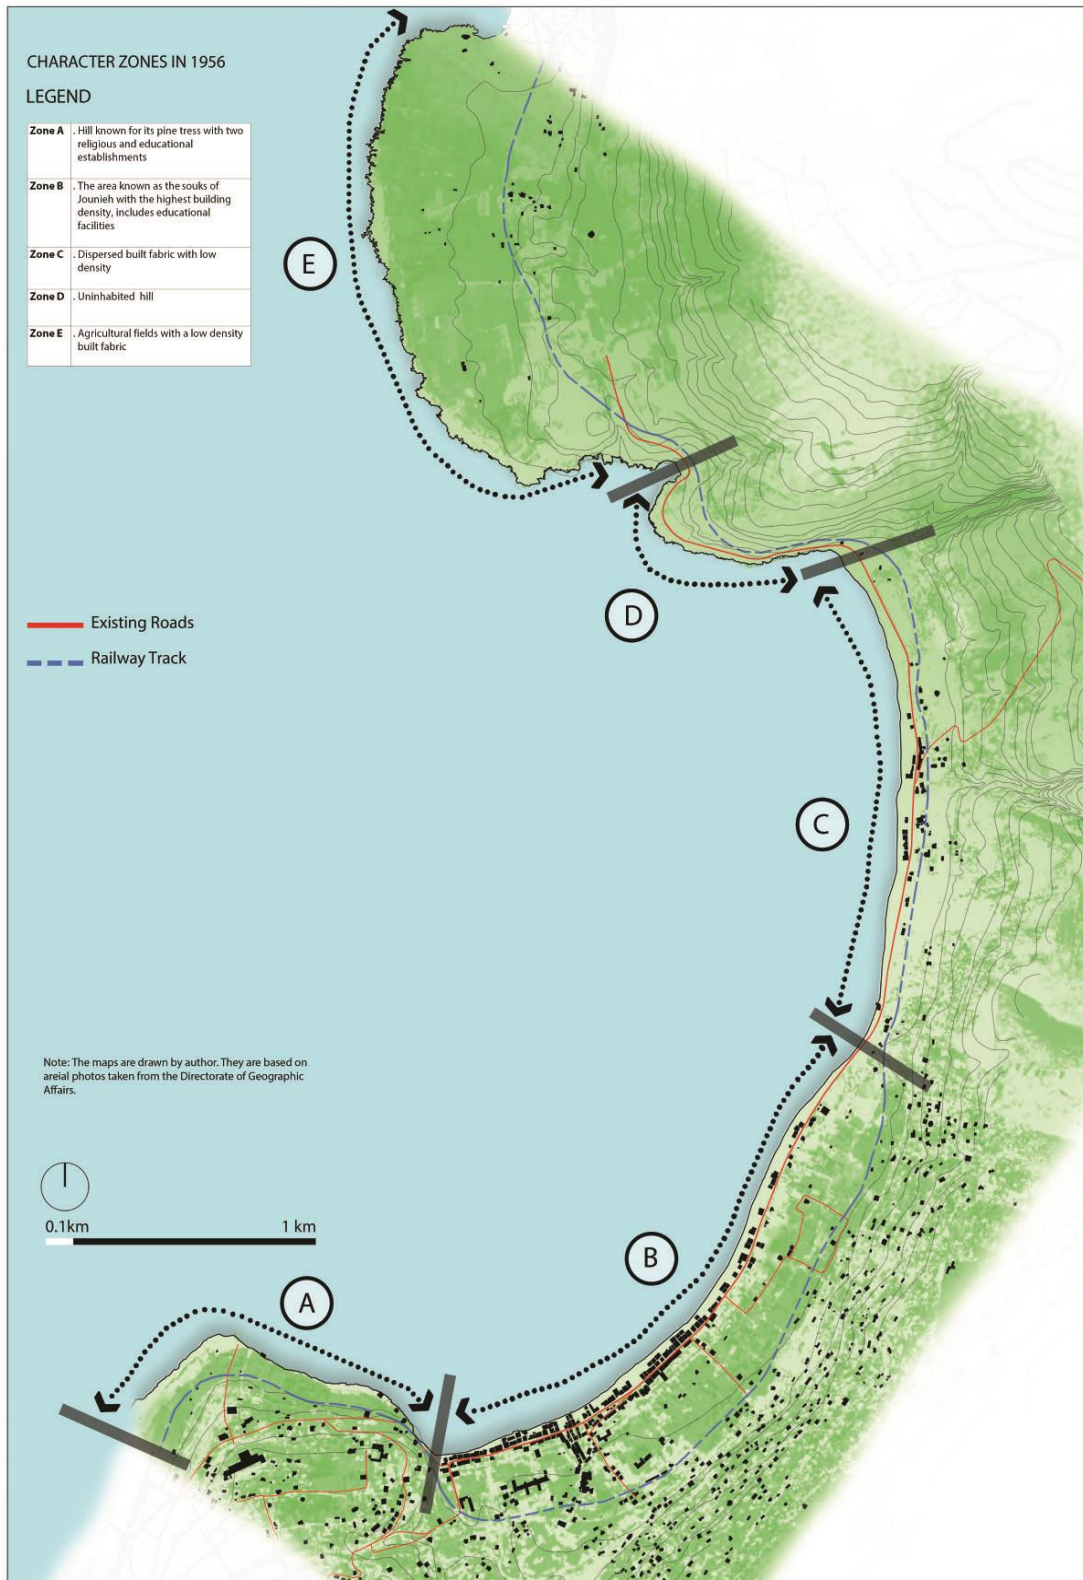 CHARACTER ZONES IN 1956
LEGEND
Zone A . Hill known for its pine tress with two
religious and educational
establishments
Zone B . The area known as the souks of
Jounieh with the highest building
density, includes educational
facilities
Zone C . Dispersed built fabric with low
density
Zone D . Uninhabited hill
Zone E . Agricultural fields with a low density
built fabric
E
D
Existing Roads
Railway Track
C
Note: The maps are drawn by author. They are based on
areial photos taken from the Directorate of Geographic
Affairs.
0.1km 1 km
B
A